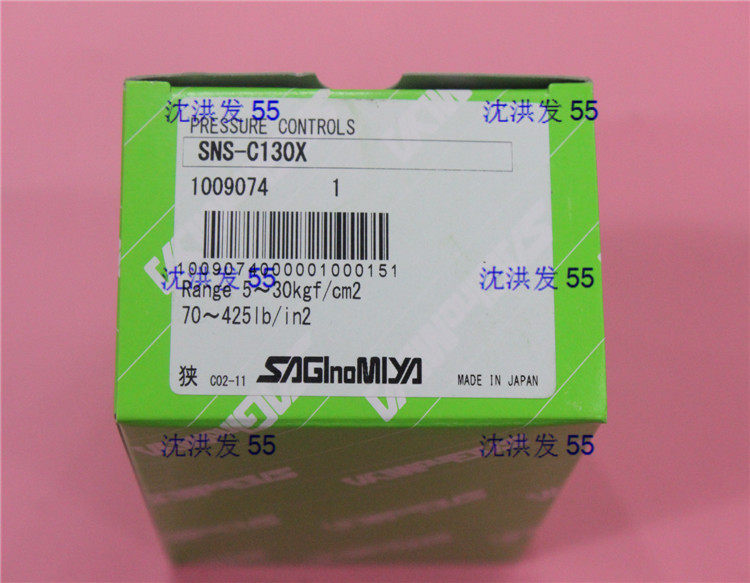 沈洪发 55 沈洪发 55
PRESSURE CONTROLS
SNS-C130X
1009074 1
1009074000001000151
沈洪发 55 沈洪发 55
Range 5~30kgf/cm2
70~425lb/in2
狭 C02-11 SAGInoMIYA MADE IN JAPAN
沈洪发 55 沈洪发 55